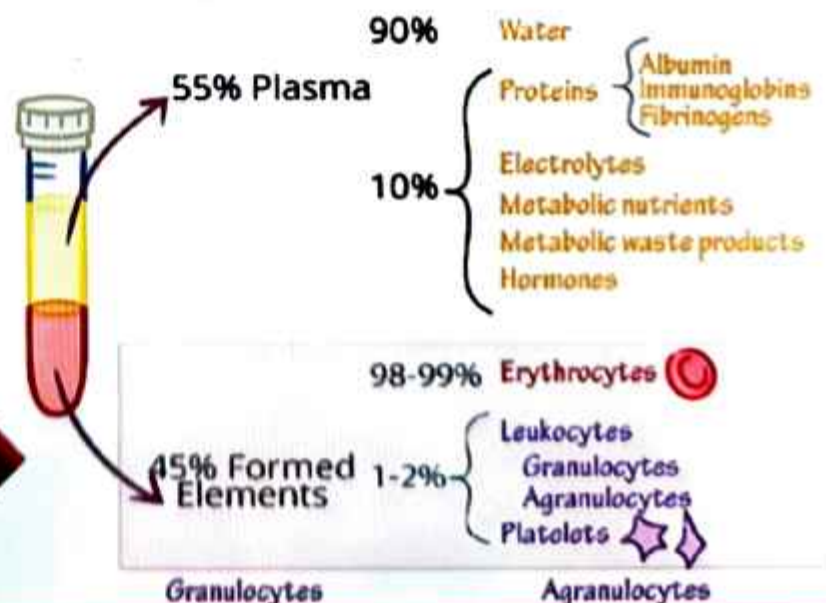 90% Water
55% Plasma
Proteins
Albumin
Immunoglobins
Fibrinogens
10%
Electrolytes
Metabolic nutrients
Metabolic waste products
Hormones
98-99% Erythrocytes
45% Formed
Elements
1-2%
Leukocytes
Granulocytes
Agranulocytes
Platelets
Granulocytes Agranulocytes